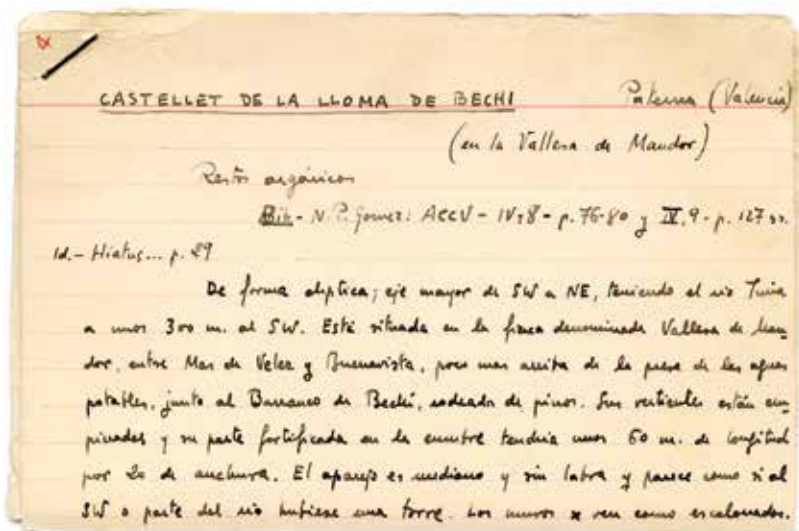 CASTELLET DE LA LLOMA DE BECHI Paterna (Valencia)
(en la Vallesa de Mandor)
Restos
Bib - N. P. Gomez: ACCV - IV, 8 - p. 76-80 y IV, 9 - p. 127 ss.
Id.- Hiatus... p. 29
De forma elíptica; eje mayor de SW a NE, teniendo el río Turia
a unos 300 m. al SW. Está situada en la finca denominada Vallesa de Man
dor, entre Mas de Velez y Buenavista, poco mas arriba de la presa de las aguas
potables, junto al Barranco de Bechí, rodeada de pinos. Sus vertientes están em
pinadas y su parte fortificada en la cumbre tendria unos 60 m. de longitud
por 20 de anchura. El aparejo es mediano y sin labra y parece como si al
SW o parte del río hubiese una torre. Los muros se ven como escalonados.